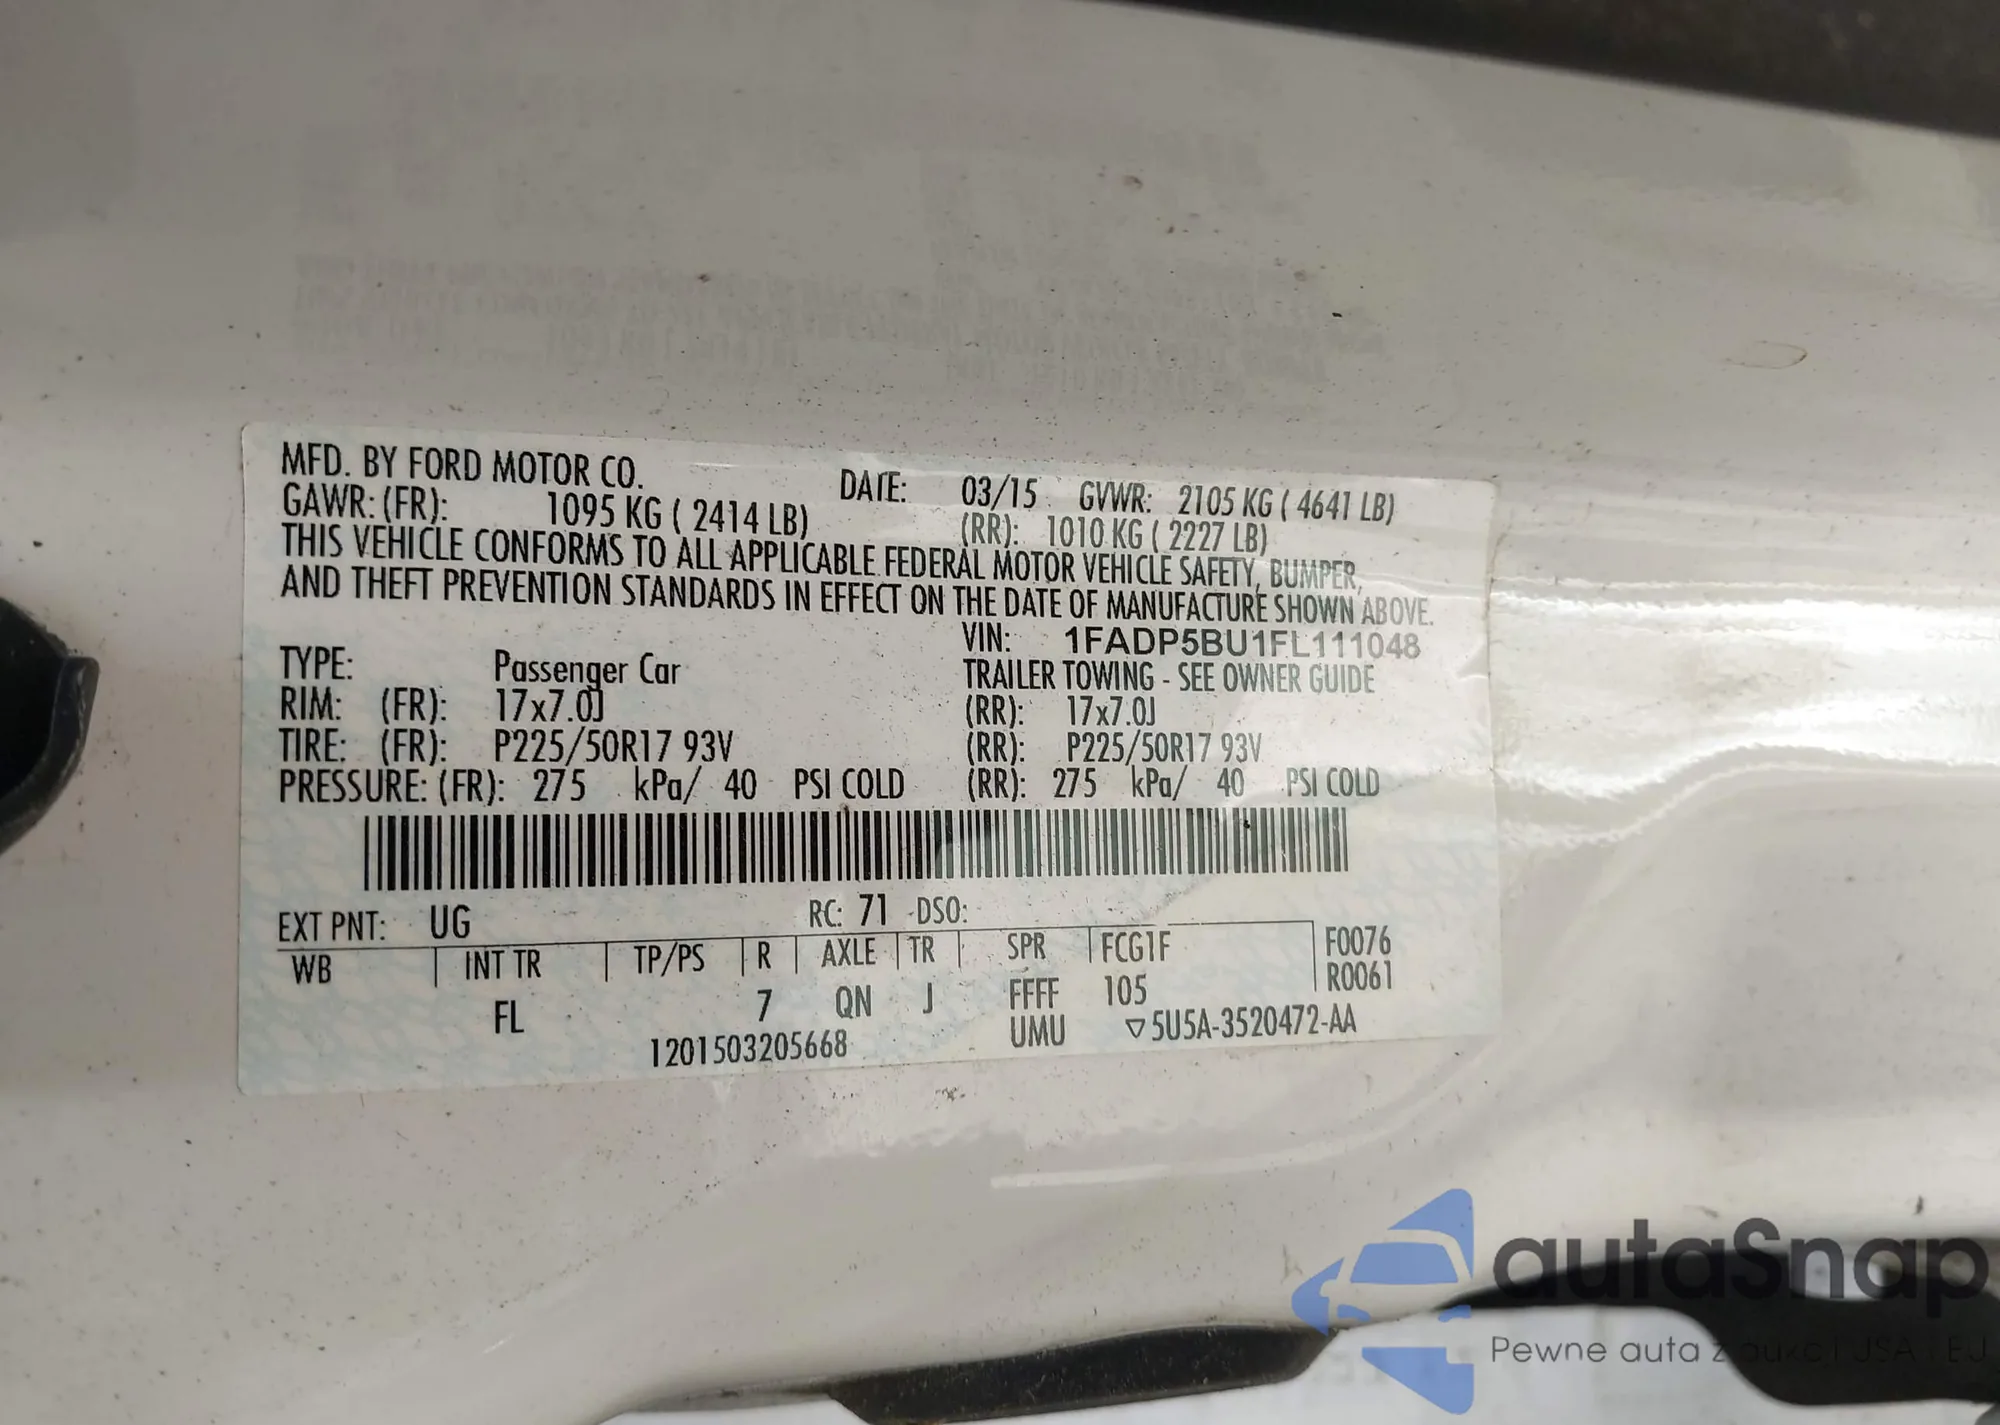 MFD. BY FORD MOTOR CO. DATE: 03/15 GVWR: 2105 KG ( 4641 LB)
GAWR: (FR): 1095 KG ( 2414 LB) (RR): 1010 KG ( 2227 LB)
THIS VEHICLE CONFORMS TO ALL APPLICABLE FEDERAL MOTOR VEHICLE SAFETY, BUMPER,
AND THEFT PREVENTION STANDARDS IN EFFECT ON THE DATE OF MANUFACTURE SHOWN ABOVE.
VIN: 1FADP5BU1FL111048
TYPE: Passenger Car TRAILER TOWING - SEE OWNER GUIDE
RIM: (FR): 17x7.0J (RR): 17x7.0J
TIRE: (FR): P225/50R17 93V (RR): P225/50R17 93V
PRESSURE: (FR): 275 kPa/ 40 PSI COLD (RR): 275 kPa/ 40 PSI COLD
EXT PNT: UG RC: 71 DSO:
WB INT TR TP/PS R AXLE TR SPR FCG1F F0076
R0061
FL 7 QN J FFFF 105
1201503205668 UMU ▽5U5A-3520472-AA
autaSnap
Pewne auta z